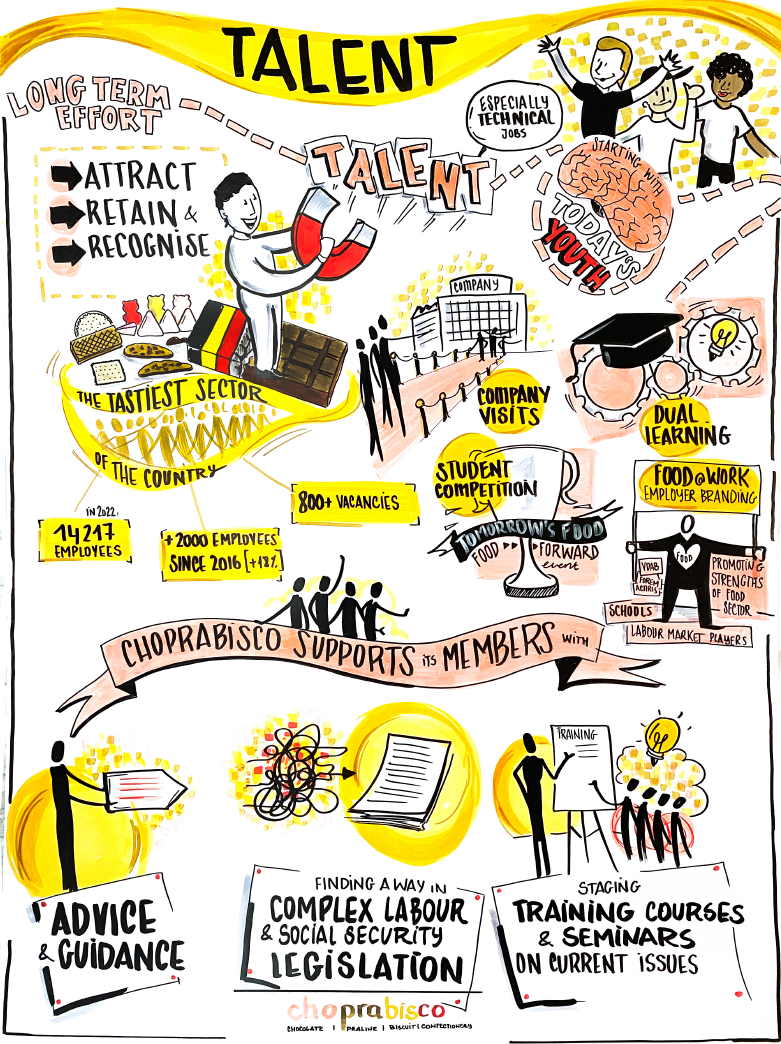 TALENT
LONG TERM
EFFORT
ESPECIALLY
TECHNICAL
JOBS
TALENT
ATTRACT
RETAIN &
RECOGNISE
STARTING WITH
TODAY'S
YOUTH
COMPANY
THE TASTIEST SECTOR
OF THE COUNTRY
COMPANY
VISITS
DUAL
LEARNING
IN 2022:
14217
EMPLOYEES
+2000 EMPLOYEES
SINCE 2016 [+18%]
800+ VACANCIES
STUDENT
COMPETITION
1
TOMORROW'S FOOD
FOOD
FORWARD
event
FOOD@WORK
EMPLOYER BRANDING
FOOD
VDAB
FOREM
ACTIRIS
PROMOTING
STRENGTHS
OF FOOD
SECTOR
SCHOOLS
LABOUR MARKET PLAYERS
CHOPRABISCO SUPPORTS ITS MEMBERS WITH
TRAINING
ADVICE
& GUIDANCE
FINDING A WAY IN
COMPLEX LABOUR
& SOCIAL SECURITY
LEGISLATION
STAGING
TRAINING COURSES
& SEMINARS
ON CURRENT ISSUES
choprabisco
CHOCOLATE | PRALINE | BISCUIT | CONFECTIONERY